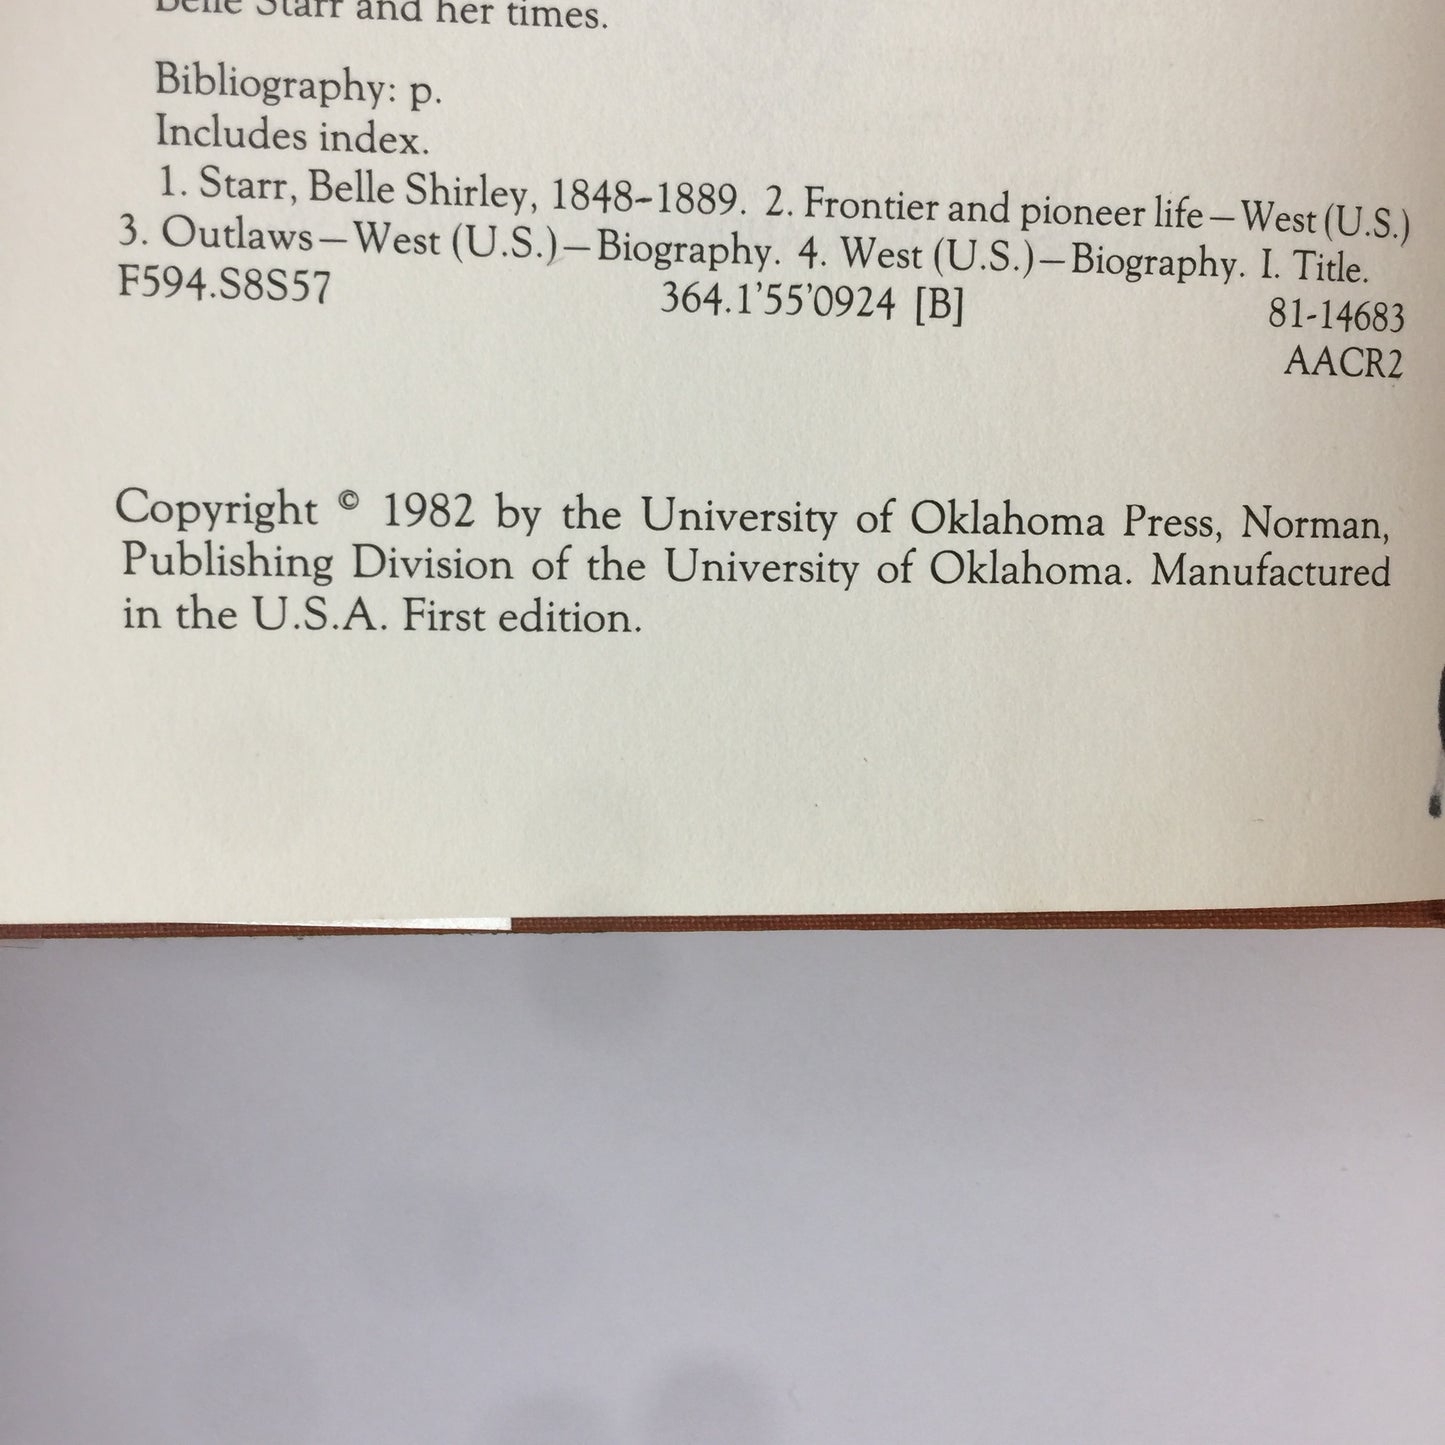 Belle Starr and her times.
Bibliography: p.
Includes index.
1. Starr, Belle Shirley, 1848-1889. 2. Frontier and pioneer life—West (U.S.)
3. Outlaws—West (U.S.)—Biography. 4. West (U.S.)—Biography. I. Title.
F594.S8S57 364.1'55'0924 [B] 81-14683
AACR2
Copyright © 1982 by the University of Oklahoma Press, Norman,
Publishing Division of the University of Oklahoma. Manufactured
in the U.S.A. First edition.